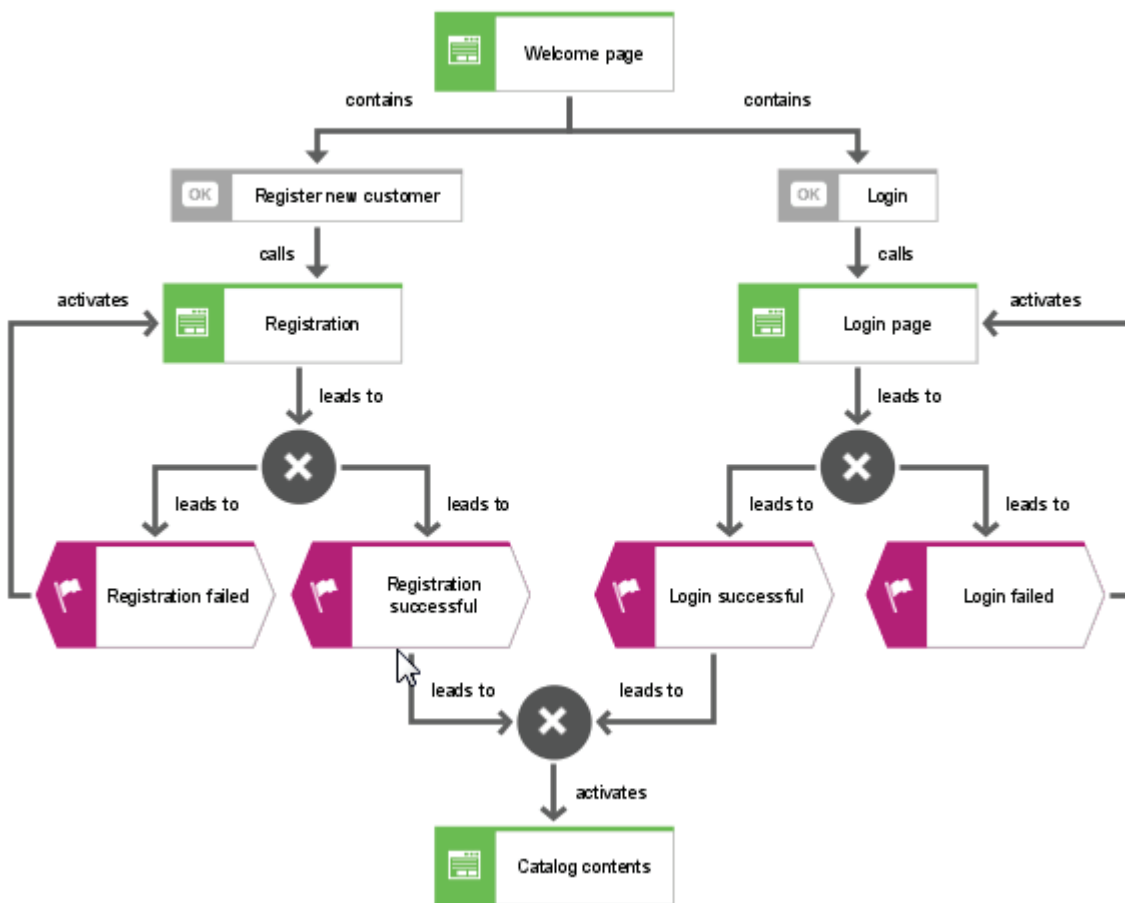 Welcome page
contains
contains
OK
Register new customer
OK
Login
calls
calls
activates
Registration
Login page
activates
leads to
leads to
leads to
leads to
leads to
leads to
Registration failed
Registration
successful
Login successful
Login failed
leads to
leads to
activates
Catalog contents